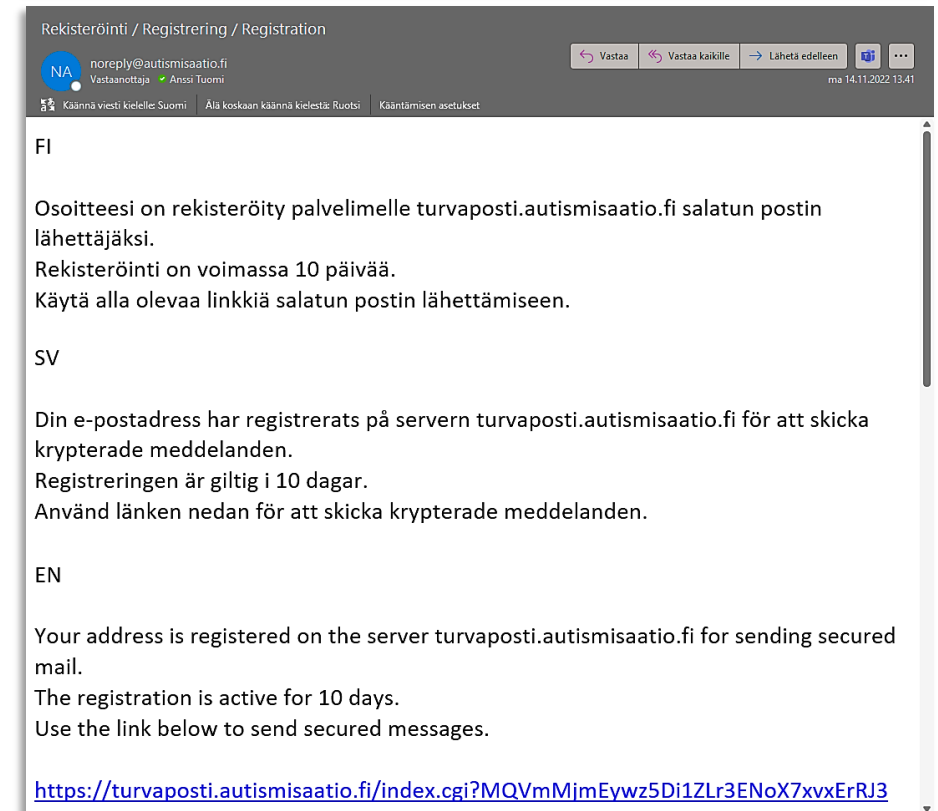 Rekisteröinti / Registrering / Registration
NA
noreply@autismisaatio.fi
Vastaanottaja Anssi Tuomi
Vastaa
Vastaa kaikille
Lähetä edelleen
ma 14.11.2022 13.41
Käännä viesti kielelle: Suomi
Älä koskaan käännä kielestä: Ruotsi
Kääntämisen asetukset
FI
Osoitteesi on rekisteröity palvelimelle turvaposti.autismisaatio.fi salatun postin
lähettäjäksi.
Rekisteröinti on voimassa 10 päivää.
Käytä alla olevaa linkkiä salatun postin lähettämiseen.
SV
Din e-postadress har registrerats på servern turvaposti.autismisaatio.fi för att skicka
krypterade meddelanden.
Registreringen är giltig i 10 dagar.
Använd länken nedan för att skicka krypterade meddelanden.
EN
Your address is registered on the server turvaposti.autismisaatio.fi for sending secured
mail.
The registration is active for 10 days.
Use the link below to send secured messages.
https://turvaposti.autismisaatio.fi/index.cgi?MQVmMjmEywz5Di1ZLr3ENoX7xvxErRJ3